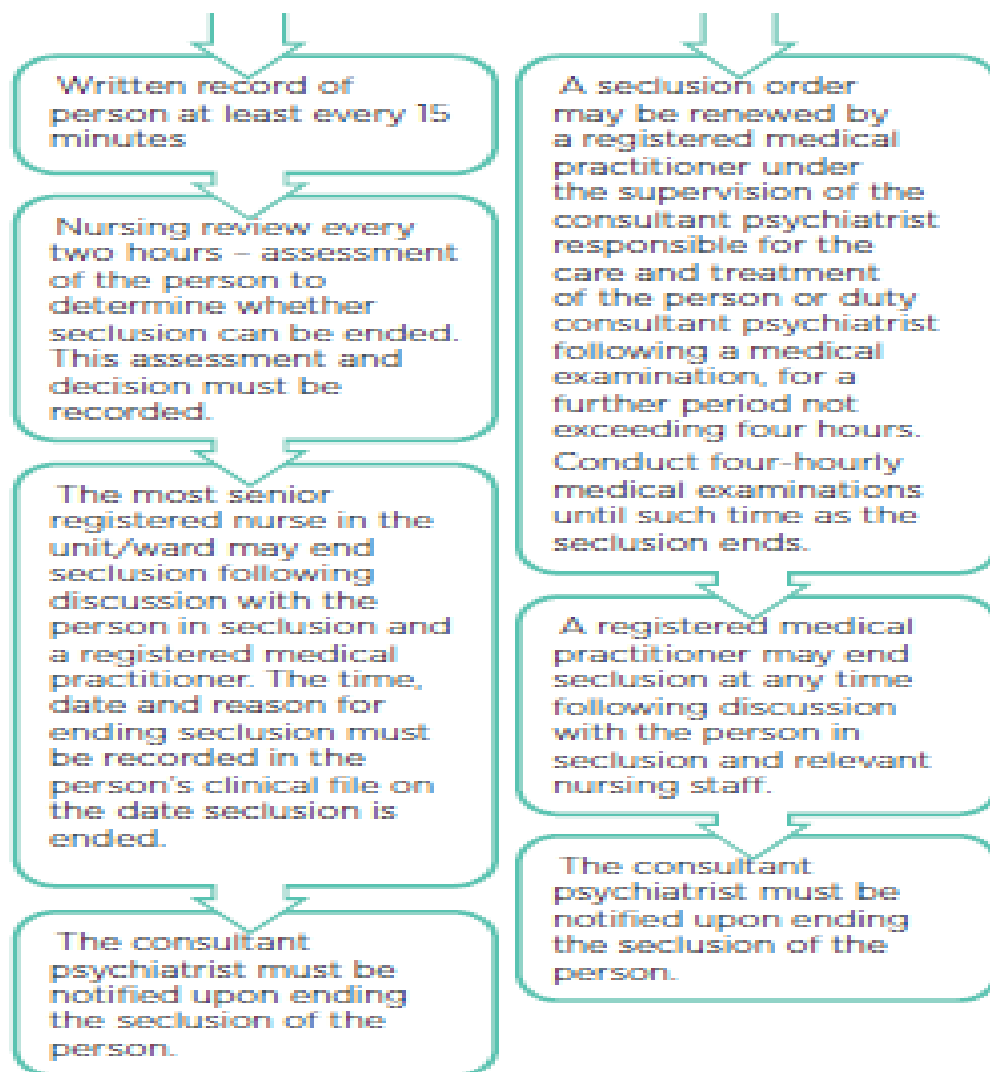 Written record of
person at least every 15
minutes
Nursing review every
two hours – assessment
of the person to
determine whether
seclusion can be ended.
This assessment and
decision must be
recorded.
The most senior
registered nurse in the
unit/ward may end
seclusion following
discussion with the
person in seclusion and
a registered medical
practitioner. The time,
date and reason for
ending seclusion must
be recorded in the
person's clinical file on
the date seclusion is
ended.
The consultant
psychiatrist must be
notified upon ending
the seclusion of the
person.
A seclusion order
may be renewed by
a registered medical
practitioner under
the supervision of the
consultant psychiatrist
responsible for the
care and treatment
of the person or duty
consultant psychiatrist
following a medical
examination, for a
further period not
exceeding four hours.
Conduct four-hourly
medical examinations
until such time as the
seclusion ends.
A registered medical
practitioner may end
seclusion at any time
following discussion
with the person in
seclusion and relevant
nursing staff.
The consultant
psychiatrist must be
notified upon ending
the seclusion of the
person.